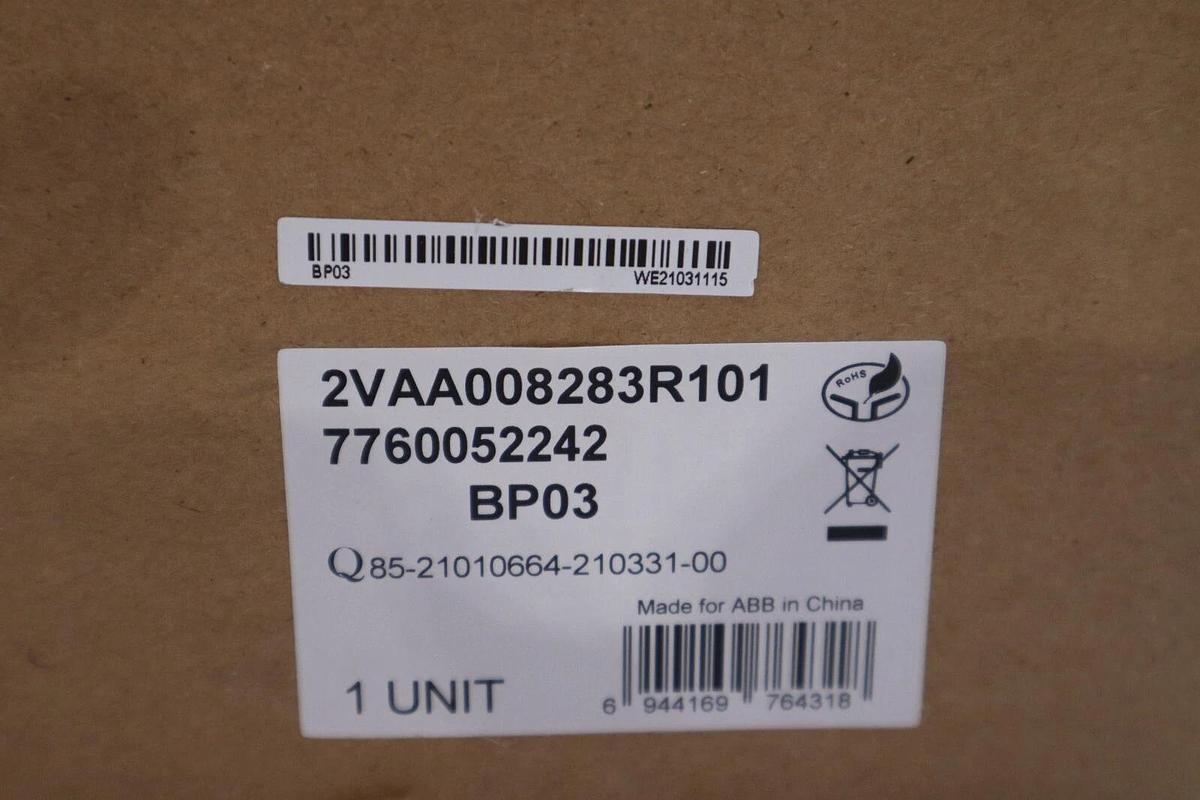 BP03 WE21031115
2VAA008283R101
7760052242
BP03
RoHS
Q85-21010664-210331-00
Made for ABB in China
1 UNIT
6 944169 764318